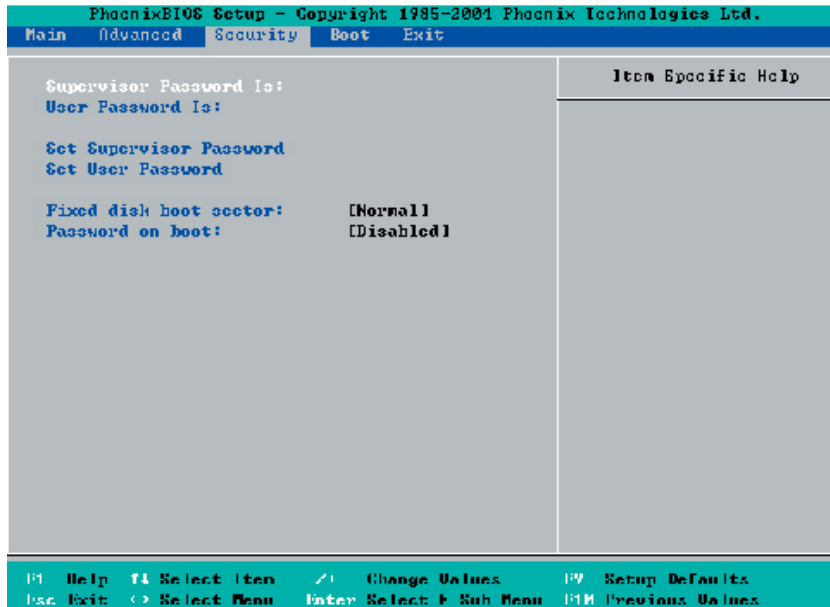 PhoenixBIOS Setup - Copyright 1985-2004 Phoenix Technologies Ltd.
Main Advanced Security Boot Exit
Item Specific Help
Supervisor Password Is:
User Password Is:
Set Supervisor Password
Set User Password
Fixed disk boot sector: [Normal]
Password on boot: [Disabled]
F1 Help ↑↓ Select Item -/+ Change Values F9 Setup Defaults
Esc Exit <> Select Menu Enter Select ▶ Sub Menu F10 Previous Values